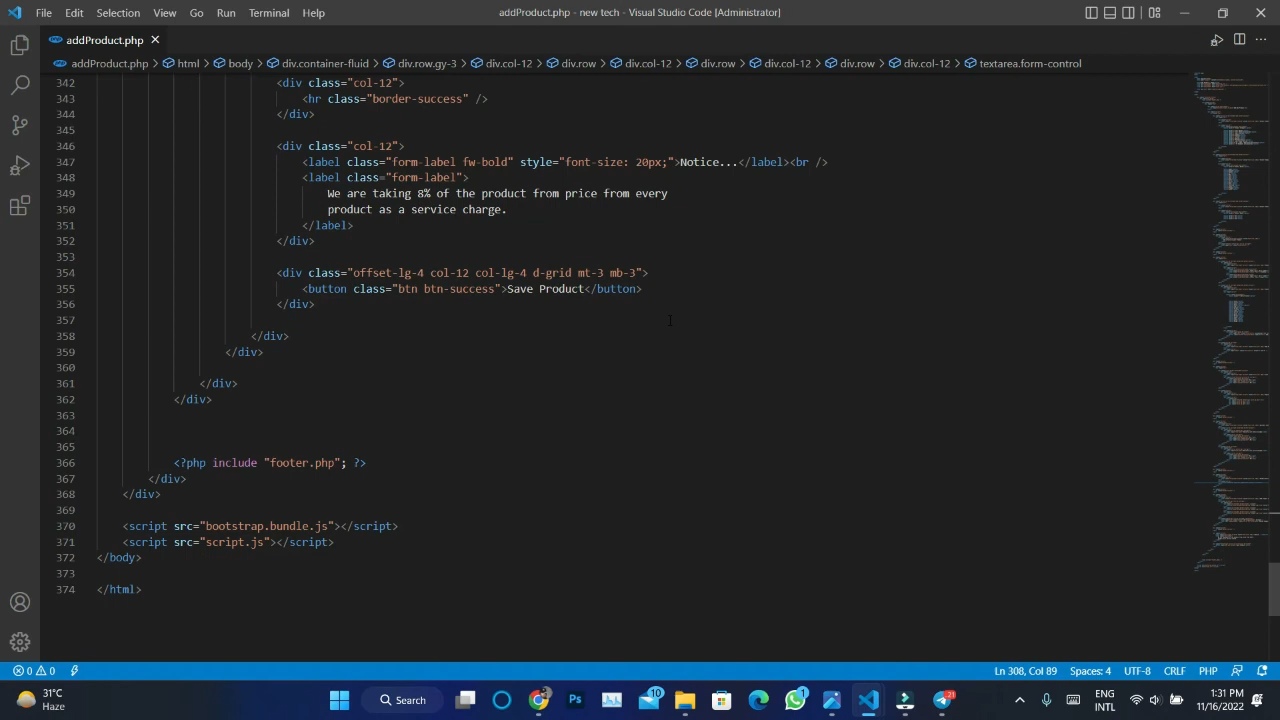 File Edit Selection View Go Run Terminal Help addProduct.php - new tech - Visual Studio Code [Administrator]
addProduct.php
addProduct.php > html > body > div.container-fluid > div.row.gy-3 > div.col-12 > div.row > div.col-12 > div.row > div.col-12 > div.row > div.col-12 > textarea.form-control
342 <div class="col-12">
343 <hr class="border-success" />
344 </div>
345
346 <div class="col-12">
347 <label class="form-label fw-bold" style="font-size: 20px;">Notice...</label><br />
348 <label class="form-label">
349 We are taking 8% of the product from price from every
350 product as a service charge.
351 </label>
352 </div>
353
354 <div class="offset-lg-4 col-12 col-lg-4 d-grid mt-3 mb-3">
355 <button class="btn btn-success">Save Product</button>
356 </div>
357
358 </div>
359 </div>
360
361 </div>
362 </div>
363
364
365
366 <?php include "footer.php"; ?>
367 </div>
368 </div>
369
370 <script src="bootstrap.bundle.js"></script>
371 <script src="script.js"></script>
372 </body>
373
374 </html>
0 0 Ln 308, Col 89 Spaces: 4 UTF-8 CRLF PHP
31°C
Haze
Search
Ps
10
1
21
ENG
INTL
1:31 PM
11/16/2022